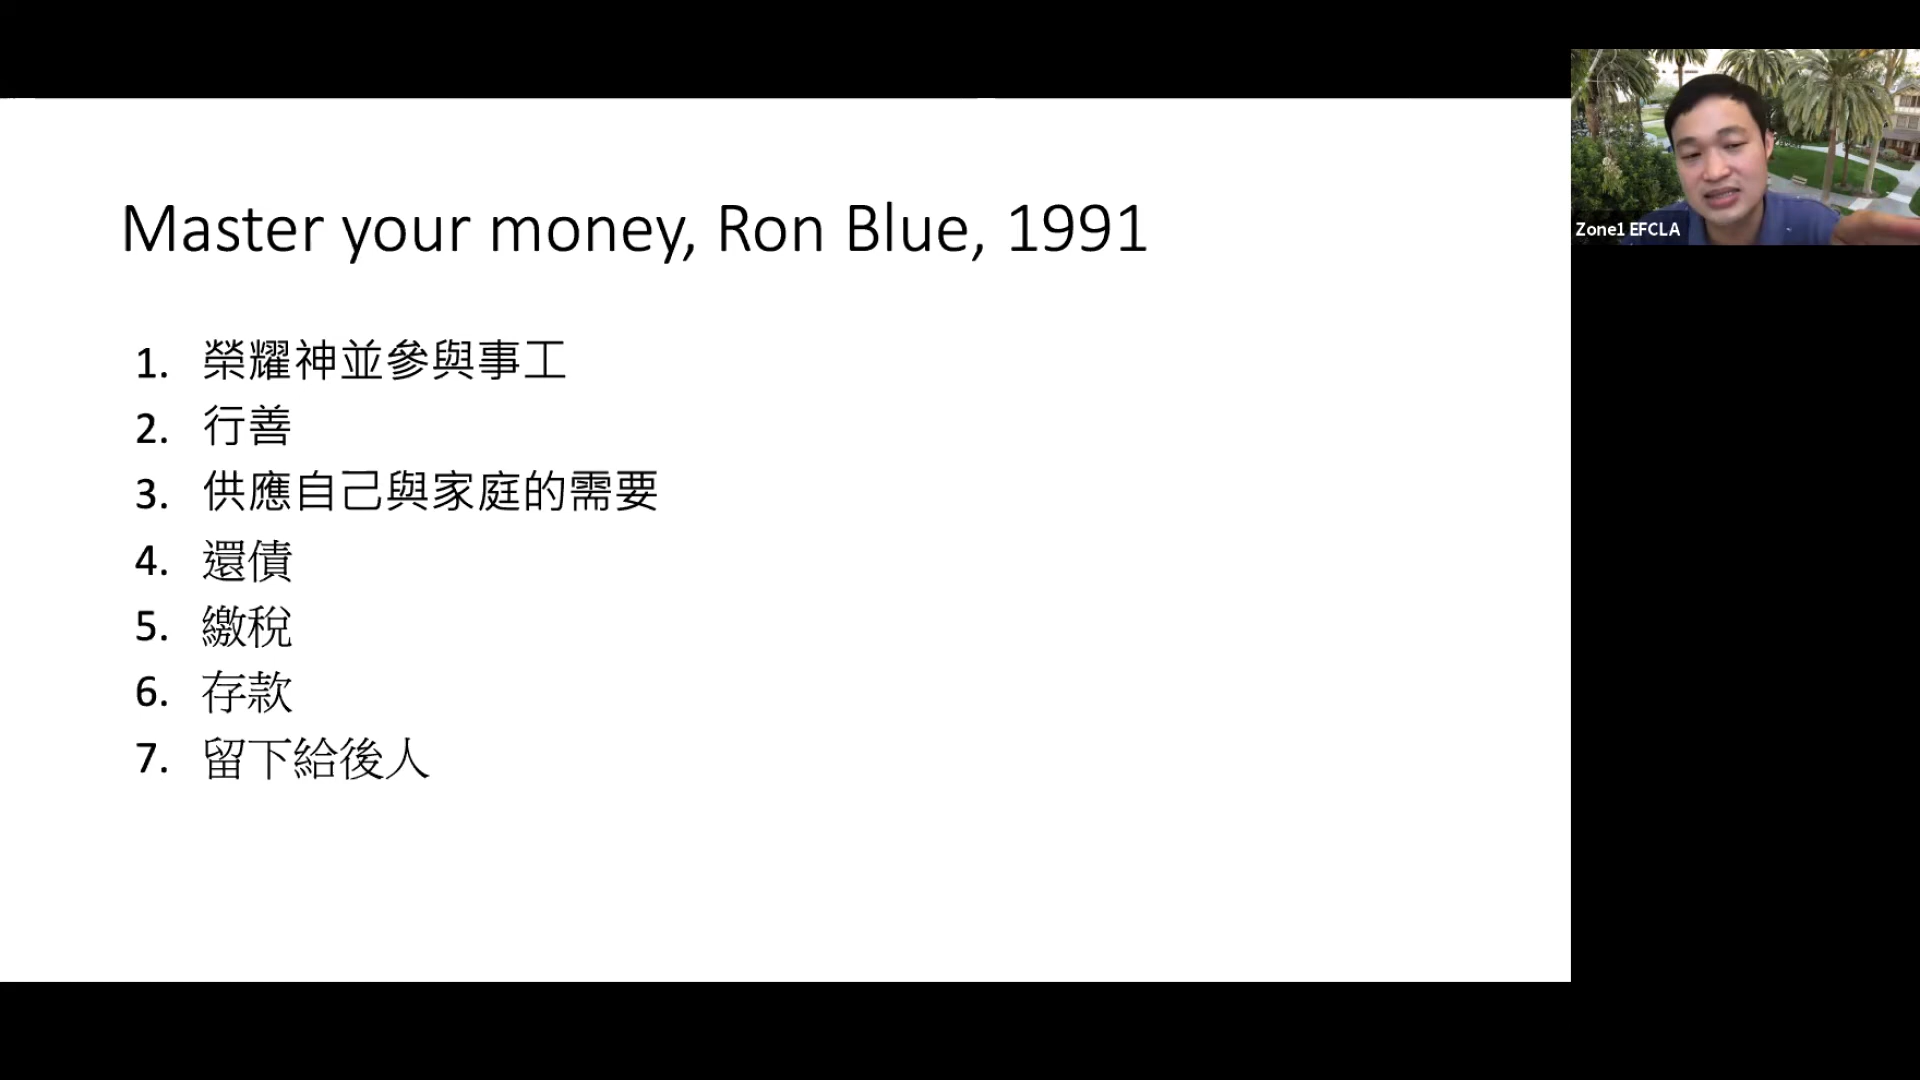 Master your money, Ron Blue, 1991
1. 榮耀神並參與事工
2. 行善
3. 供應自己與家庭的需要
4. 還債
5. 繳稅
6. 存款
7. 留下給後人
Zone1 EFCLA